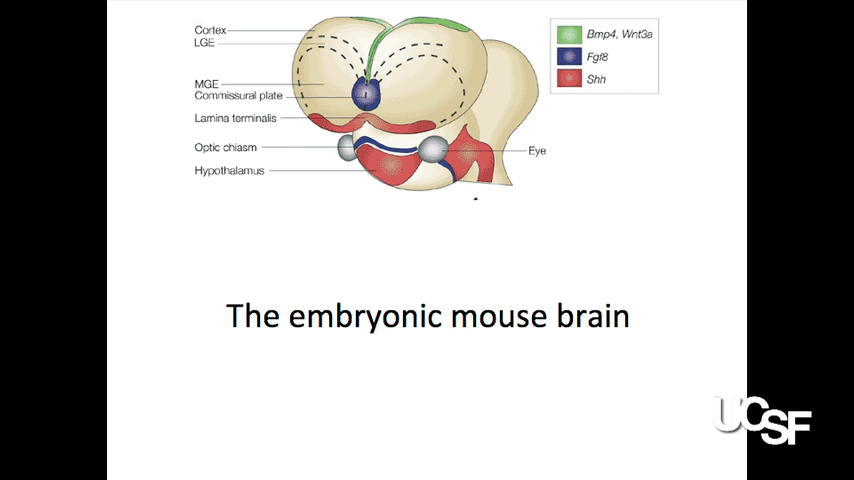 Cortex
LGE
MGE
Commissural plate
Lamina terminalis
Optic chiasm
Hypothalamus
Eye
Bmp4, Wnt3a
Fgf8
Shh
The embryonic mouse brain
UCSF